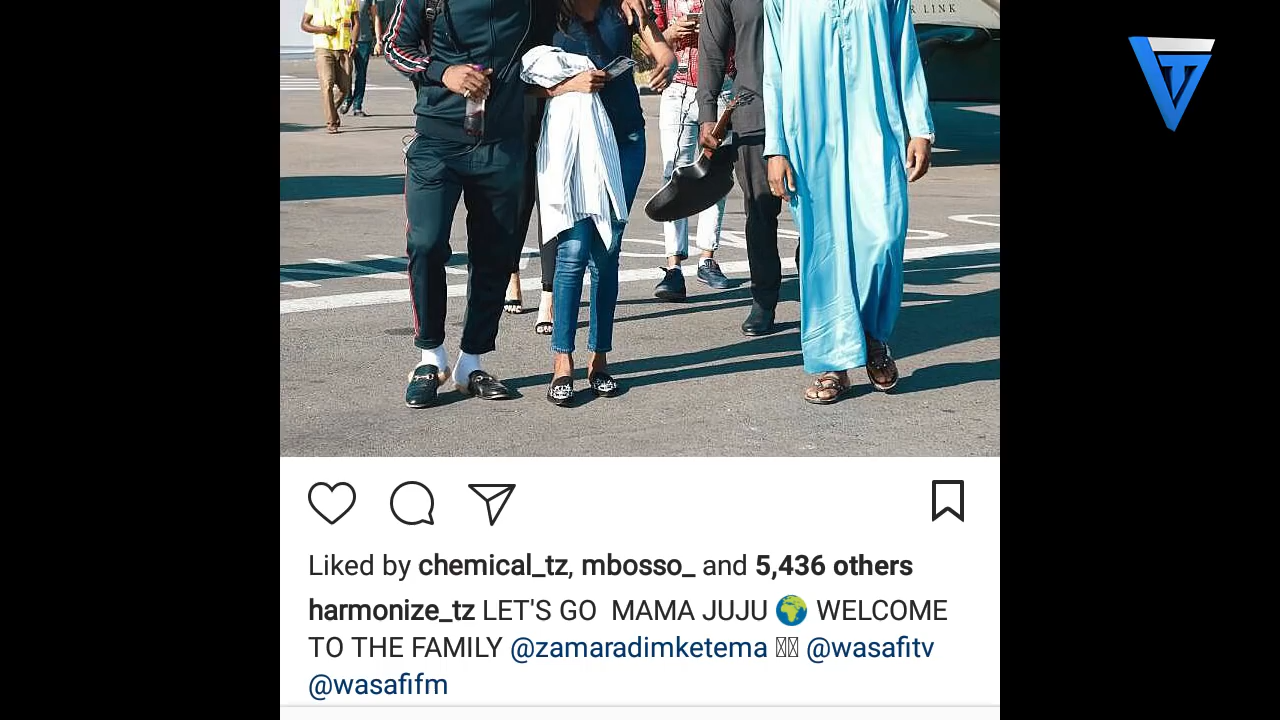 R LINK
Liked by chemical_tz, mbosso_ and 5,436 others
harmonize_tz LET'S GO MAMA JUJU 🌍 WELCOME
TO THE FAMILY @zamaradimketema @wasafitv
@wasafifm